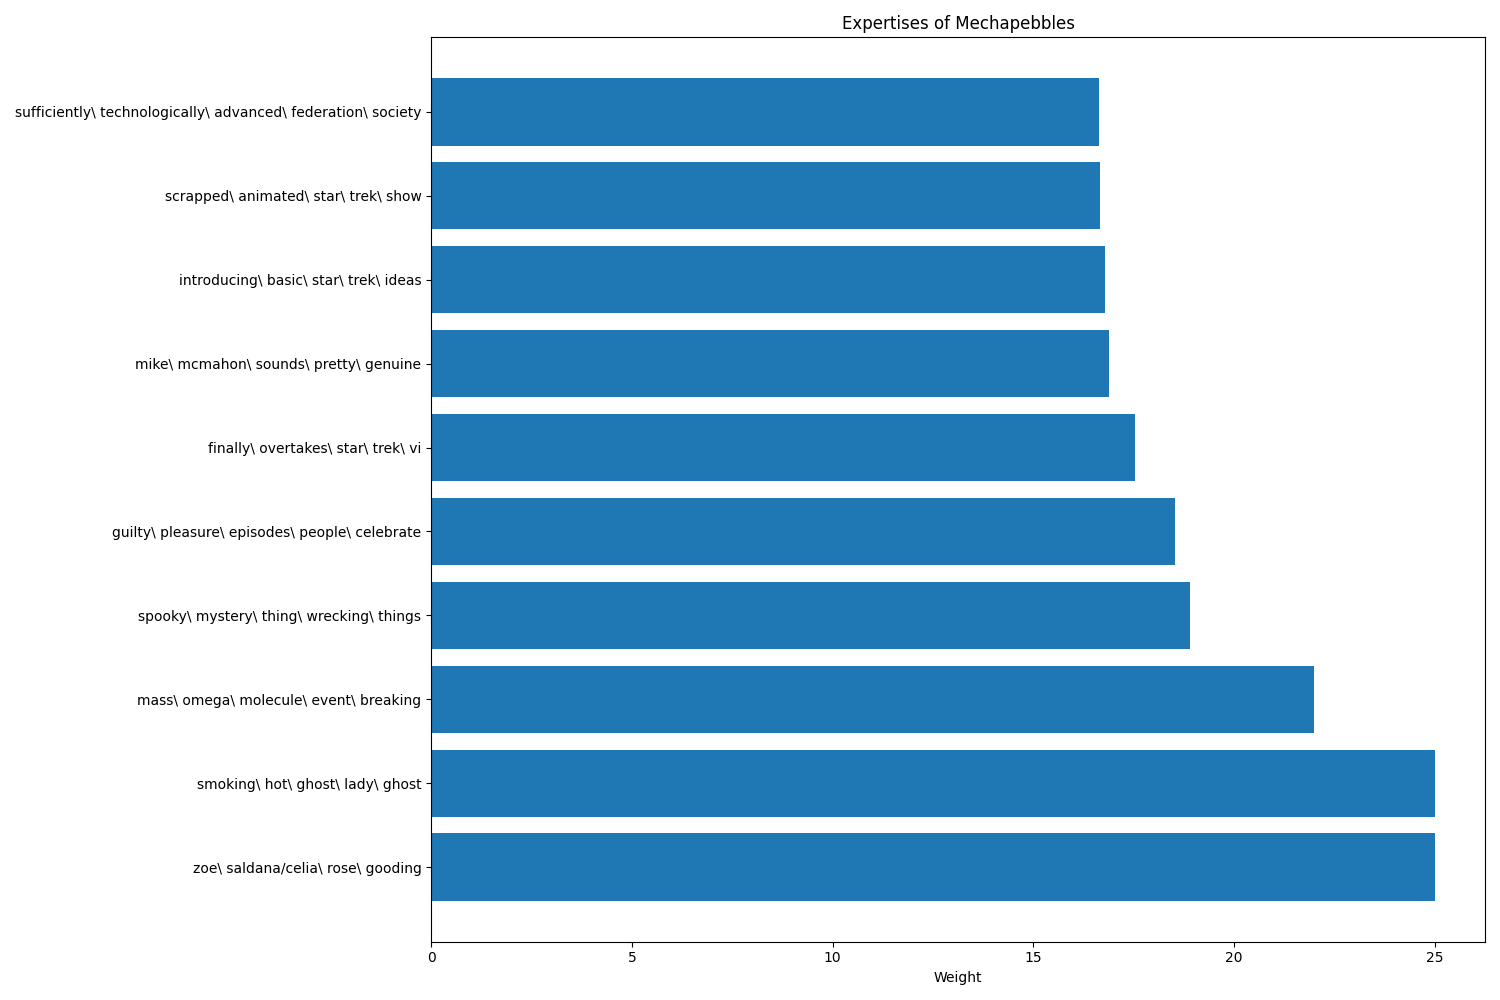 Expertises of Mechapebbles
sufficiently\ technologically\ advanced\ federation\ society
scrapped\ animated\ star\ trek\ show
introducing\ basic\ star\ trek\ ideas
mike\ mcmahon\ sounds\ pretty\ genuine
finally\ overtakes\ star\ trek\ vi
guilty\ pleasure\ episodes\ people\ celebrate
spooky\ mystery\ thing\ wrecking\ things
mass\ omega\ molecule\ event\ breaking
smoking\ hot\ ghost\ lady\ ghost
zoe\ saldana/celia\ rose\ gooding
0 5 10 15 20 25
Weight